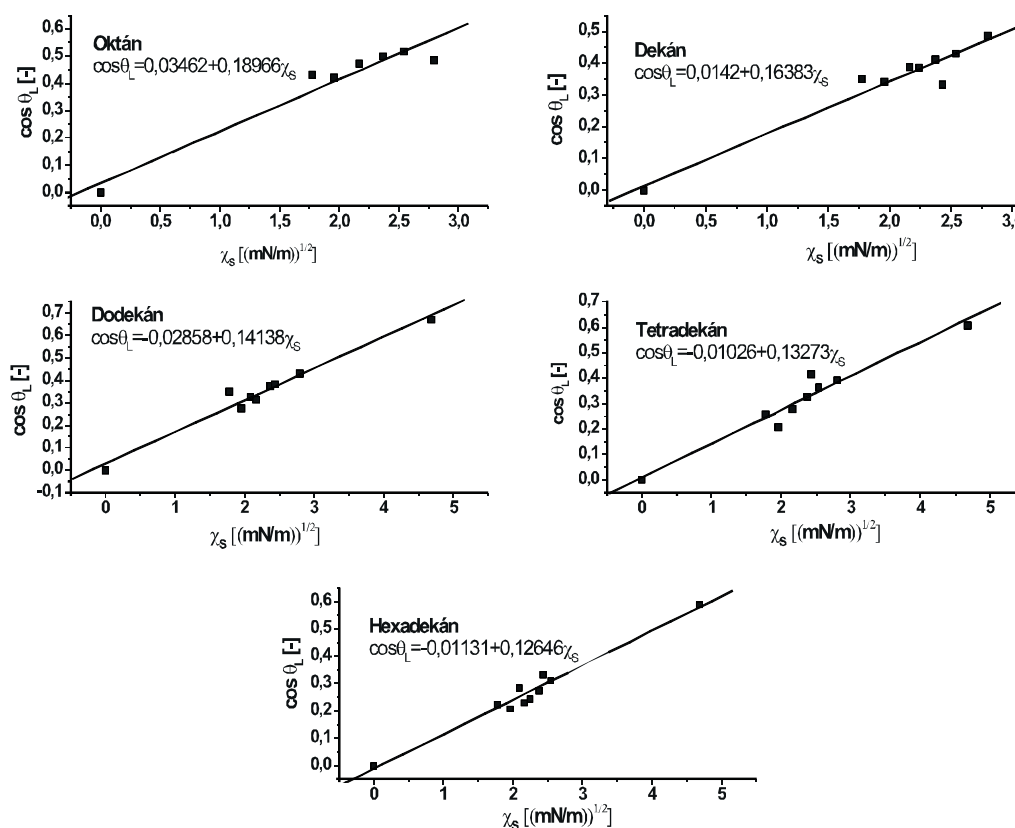 Oktán
cosθL=0,03462+0,18966χS
cos θL [-]
0,6
0,5
0,4
0,3
0,2
0,1
0,0
0,0 0,5 1,0 1,5 2,0 2,5 3,0
χS [(mN/m))1/2]
Dekán
cosθL=0,0142+0,16383χS
cos θL [-]
0,5
0,4
0,3
0,2
0,1
0,0
0,0 0,5 1,0 1,5 2,0 2,5 3,0
χS [(mN/m))1/2]
Dodekán
cosθL=-0,02858+0,14138χS
cos θL [-]
0,7
0,6
0,5
0,4
0,3
0,2
0,1
0,0
-0,1
0 1 2 3 4 5
χS [(mN/m))1/2]
Tetradekán
cosθL=-0,01026+0,13273χS
cos θL [-]
0,7
0,6
0,5
0,4
0,3
0,2
0,1
0,0
0 1 2 3 4 5
χS [(mN/m))1/2]
Hexadekán
cosθL=-0,01131+0,12646χS
cos θL [-]
0,6
0,5
0,4
0,3
0,2
0,1
0,0
0 1 2 3 4 5
χS [(mN/m))1/2]